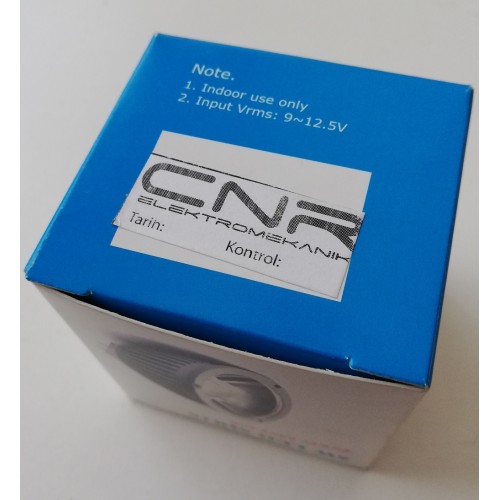 Note.
1. Indoor use only
2. Input Vrms: 9~12.5V
CNR
ELEKTROMEKANIK
Tarih:
Kontrol: